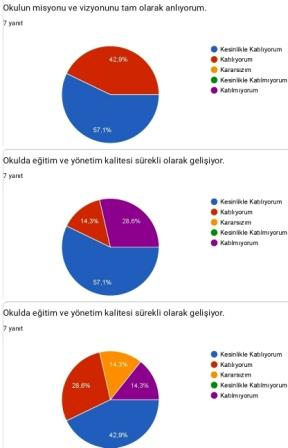 Okulun misyonu ve vizyonunu tam olarak anlıyorum.
7 yanıt
Kesinlikle Katılıyorum
Katılıyorum
Kararsızım
Kesinlikle Katılmıyorum
Katılmıyorum
42,9%
57,1%
Okulda eğitim ve yönetim kalitesi sürekli olarak gelişiyor.
7 yanıt
Kesinlikle Katılıyorum
Katılıyorum
Kararsızım
Kesinlikle Katılmıyorum
Katılmıyorum
14,3%
28,6%
57,1%
Okulda eğitim ve yönetim kalitesi sürekli olarak gelişiyor.
7 yanıt
Kesinlikle Katılıyorum
Katılıyorum
Kararsızım
Kesinlikle Katılmıyorum
Katılmıyorum
14,3%
28,6%
14,3%
42,9%